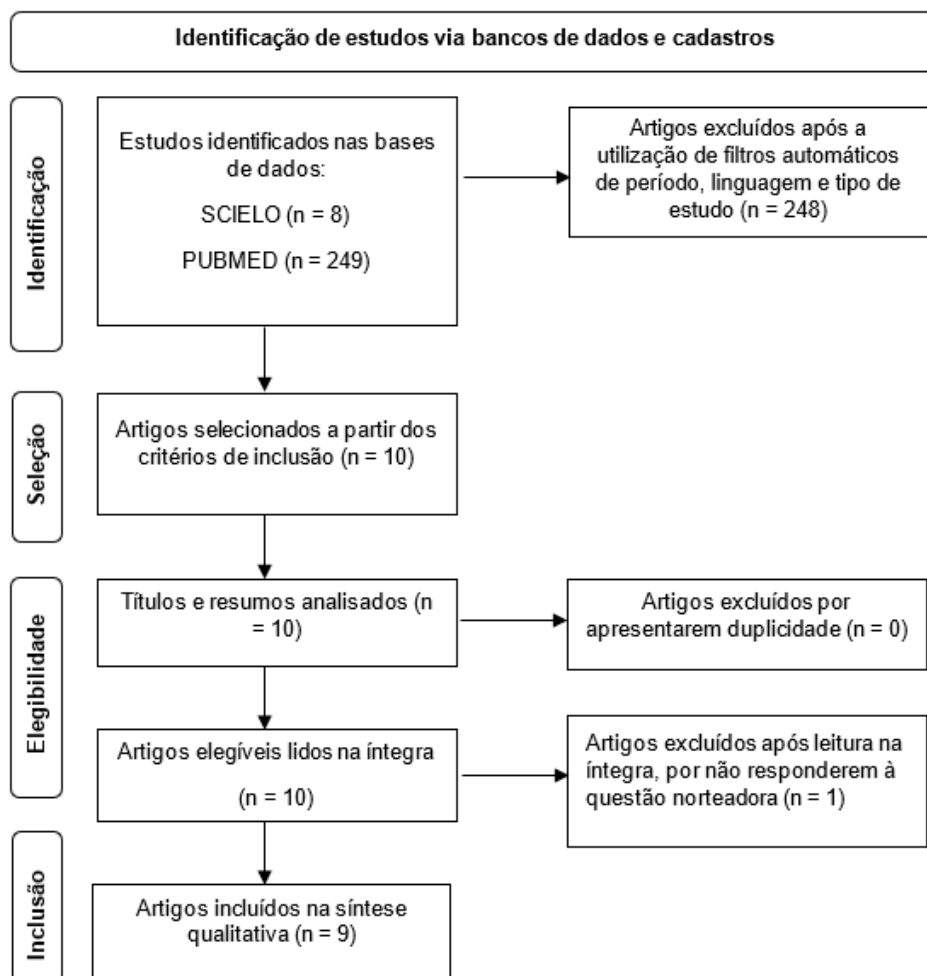 Identificação de estudos via bancos de dados e cadastros
Identificação
Estudos identificados nas bases
de dados:
SCIELO (n = 8)
PUBMED (n = 249)
Artigos excluídos após a
utilização de filtros automáticos
de período, linguagem e tipo de
estudo (n = 248)
Seleção
Artigos selecionados a partir dos
critérios de inclusão (n = 10)
Elegibilidade
Títulos e resumos analisados (n
= 10)
Artigos excluídos por
apresentarem duplicidade (n = 0)
Artigos elegíveis lidos na íntegra
(n = 10)
Artigos excluídos após leitura na
íntegra, por não responderem à
questão norteadora (n = 1)
Inclusão
Artigos incluídos na síntese
qualitativa (n = 9)